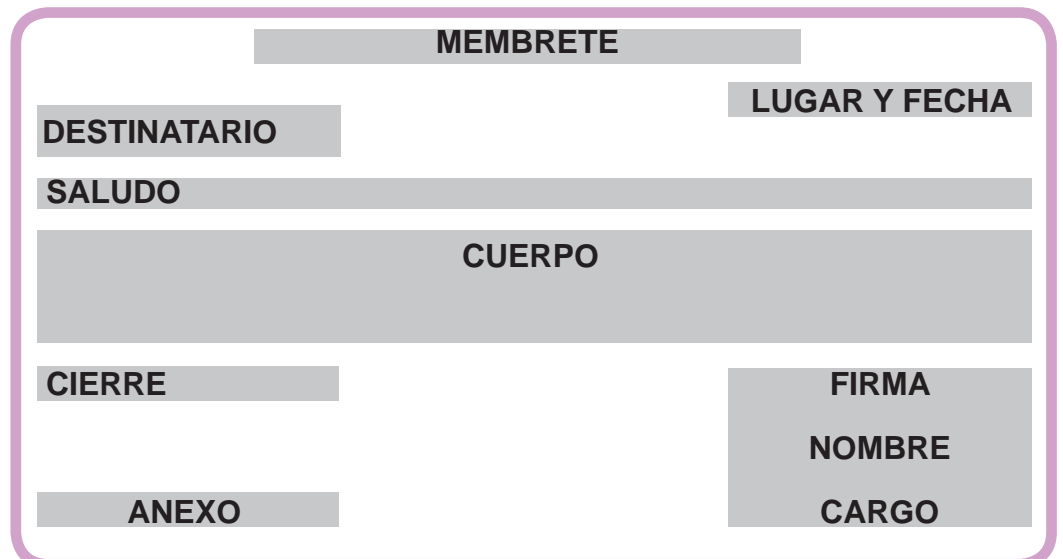 MEMBRETE
LUGAR Y FECHA
DESTINATARIO
SALUDO
CUERPO
CIERRE
FIRMA
NOMBRE
ANEXO
CARGO